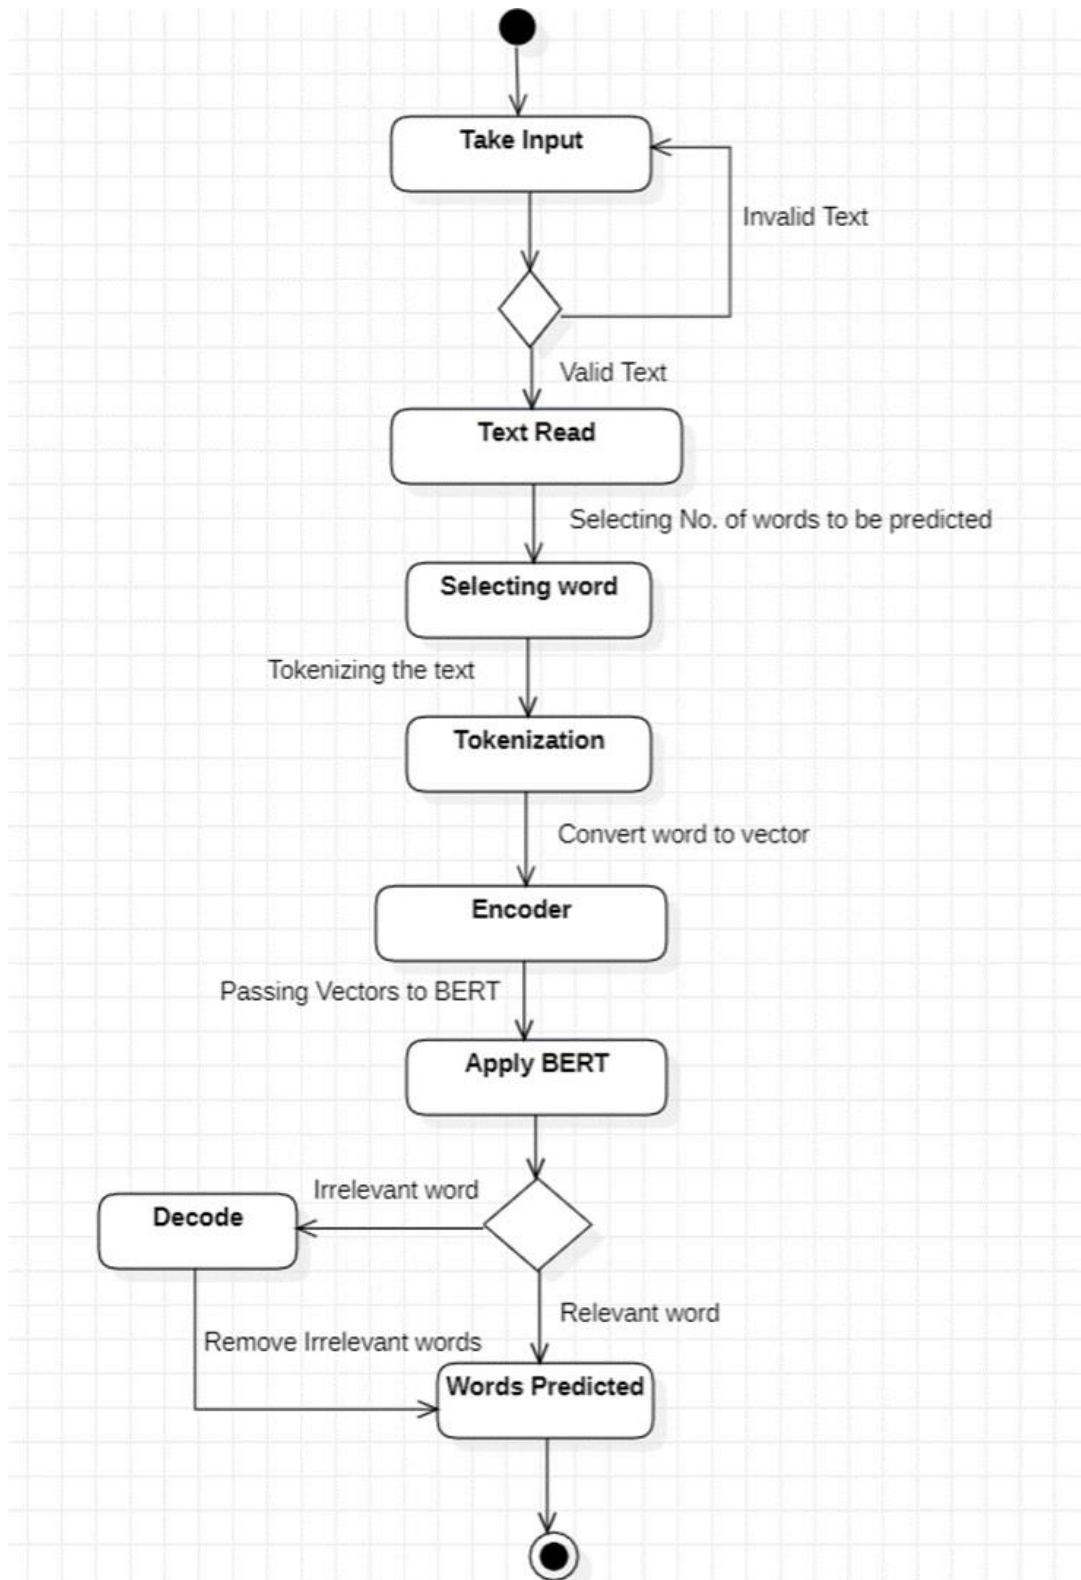 Take Input
Invalid Text
Valid Text
Text Read
Selecting No. of words to be predicted
Selecting word
Tokenizing the text
Tokenization
Convert word to vector
Encoder
Passing Vectors to BERT
Apply BERT
Irrelevant word
Decode
Relevant word
Remove Irrelevant words
Words Predicted